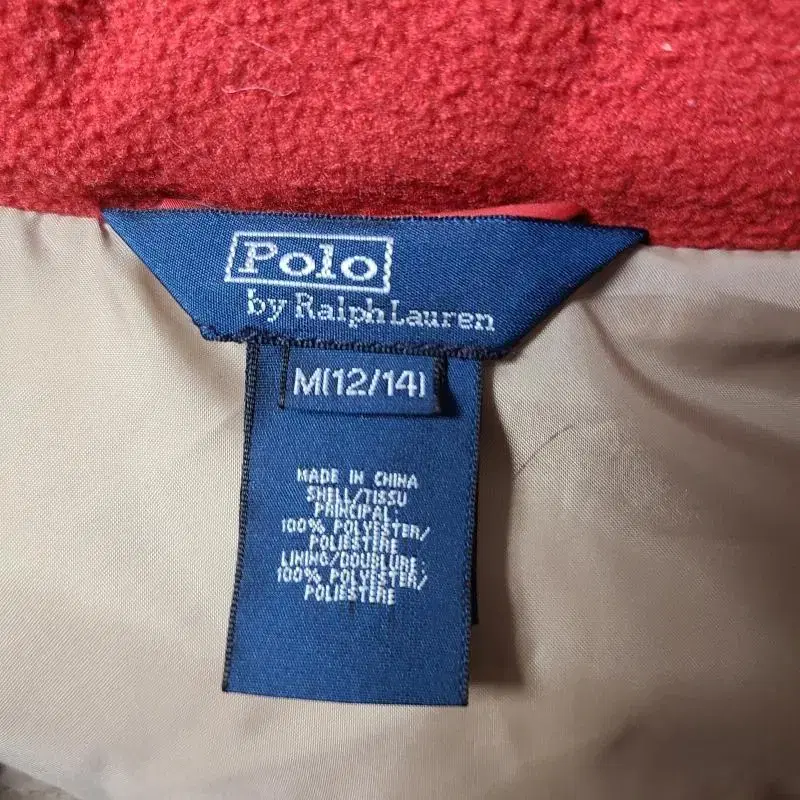 Polo
by Ralph Lauren
M(12/14)
MADE IN CHINA
SHELL/TISSU
PRINCIPAL:
100% POLYESTER/
POLIESTERE
LINING/DOUBLURE:
100% POLYESTER/
POLIESTERE